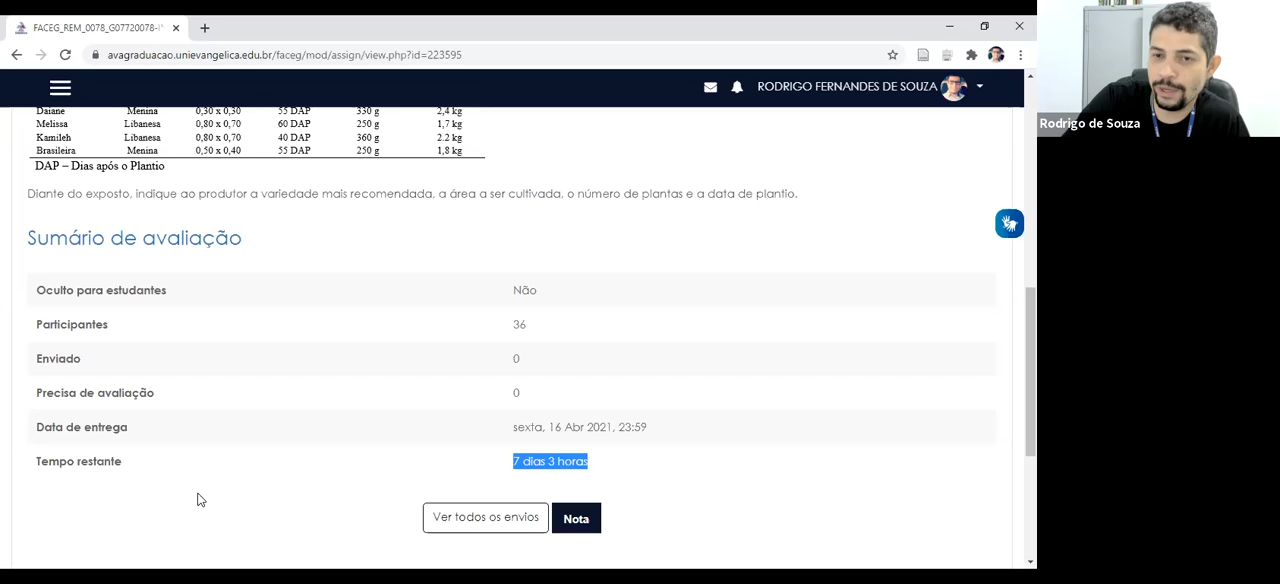 FACEG_REM_0078_G07720078-I
avagraduacao.unievangelica.edu.br/faceg/mod/assign/view.php?id=223595
RODRIGO FERNANDES DE SOUZA
Rodrigo de Souza
Daiane Menina 0,30 x 0,30 55 DAP 330 g 2,4 kg
Melissa Libanesa 0,80 x 0,70 60 DAP 250 g 1,7 kg
Kamileh Libanesa 0,80 x 0,70 40 DAP 360 g 2.2 kg
Brasileira Menina 0,50 x 0,40 55 DAP 250 g 1,8 kg
DAP – Dias após o Plantio
Diante do exposto, indique ao produtor a variedade mais recomendada, a área a ser cultivada, o número de plantas e a data de plantio.
Sumário de avaliação
Oculto para estudantes Não
Participantes 36
Enviado 0
Precisa de avaliação 0
Data de entrega sexta, 16 Abr 2021, 23:59
Tempo restante 7 dias 3 horas
Ver todos os envios Nota